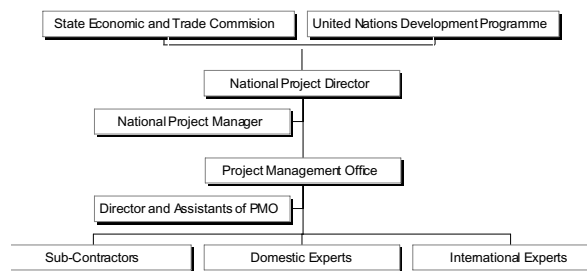 State Economic and Trade Commision
United Nations Development Programme
National Project Director
National Project Manager
Project Management Office
Director and Assistants of PMO
Sub-Contractors
Domestic Experts
International Experts